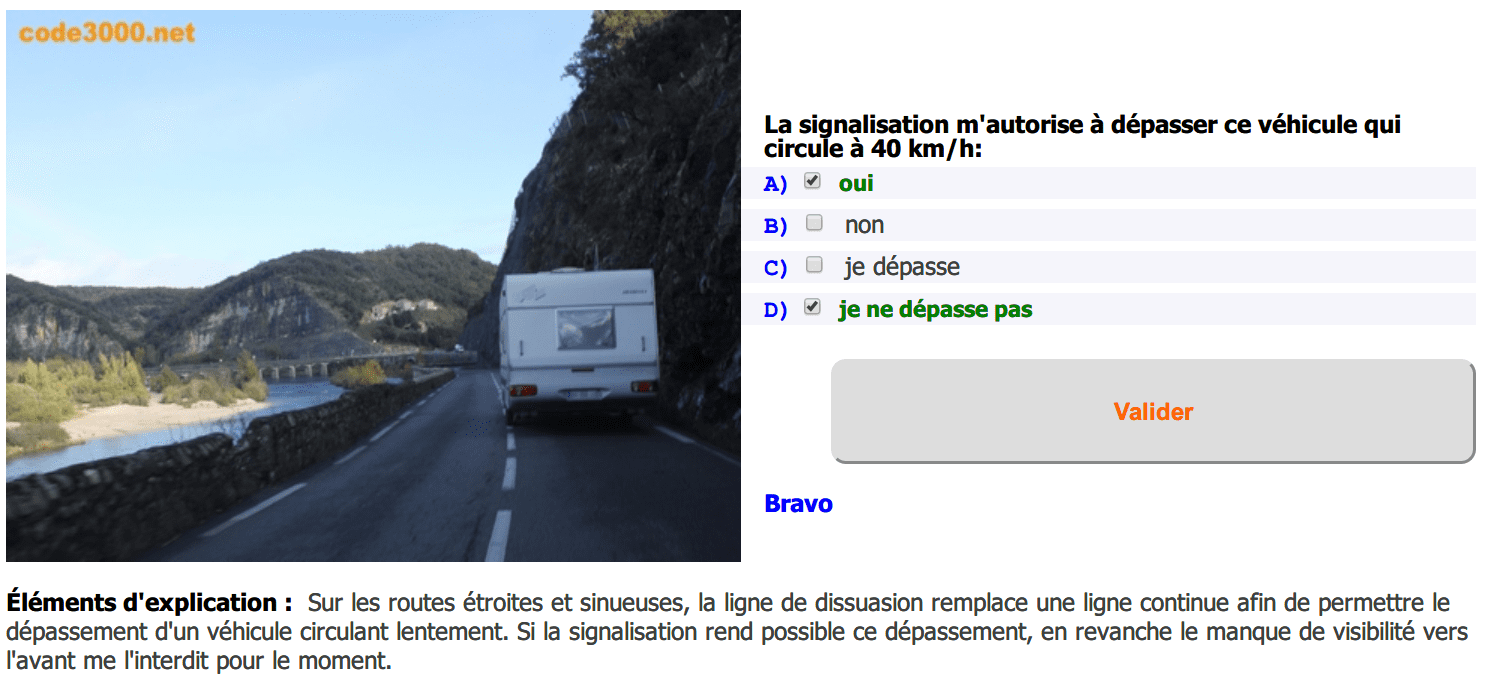 code3000.net
La signalisation m'autorise à dépasser ce véhicule qui
circule à 40 km/h:
A) oui
B) non
C) je dépasse
D) je ne dépasse pas
Valider
Bravo
Éléments d'explication : Sur les routes étroites et sinueuses, la ligne de dissuasion remplace une ligne continue afin de permettre le
dépassement d'un véhicule circulant lentement. Si la signalisation rend possible ce dépassement, en revanche le manque de visibilité vers
l'avant me l'interdit pour le moment.